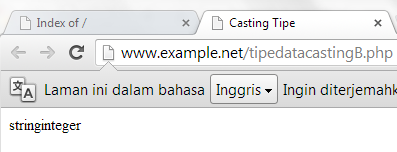 Index of /
Casting Tipe
www.example.net/tipedatacastingB.php
Laman ini dalam bahasa Inggris Ingin diterjemahk
stringinteger